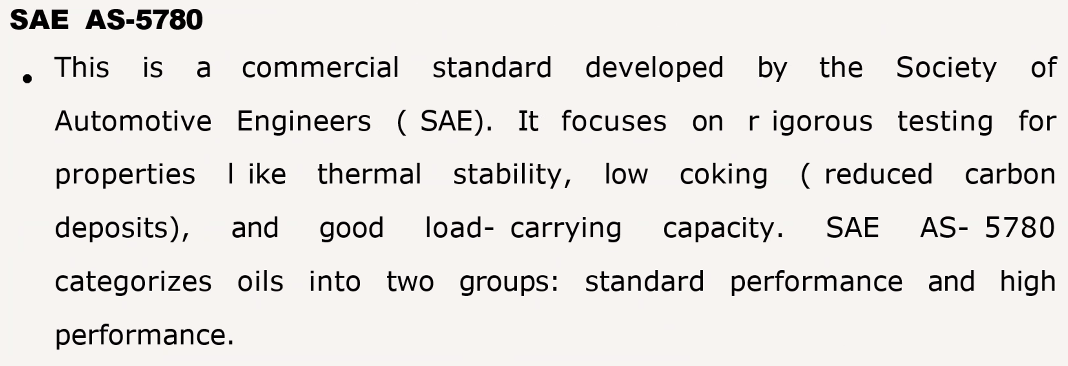 SAE AS-5780
• This is a commercial standard developed by the Society of
Automotive Engineers ( SAE). It focuses on r igorous testing for
properties l ike thermal stability, low coking ( reduced carbon
deposits), and good load- carrying capacity. SAE AS- 5780
categorizes oils into two groups: standard performance and high
performance.